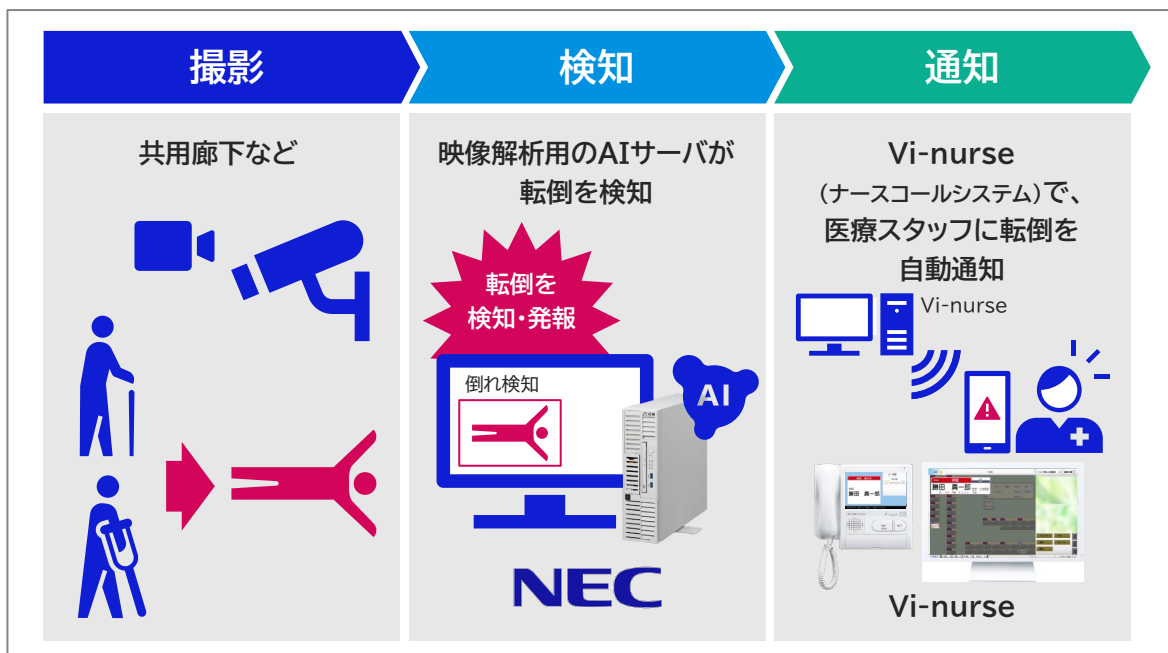 撮影
検知
通知
共用廊下など
映像解析用のAIサーバが
転倒を検知
転倒を
検知・発報
倒れ検知
AI
NEC
Vi-nurse
（ナースコールシステム）で、
医療スタッフに転倒を
自動通知
Vi-nurse
Vi-nurse